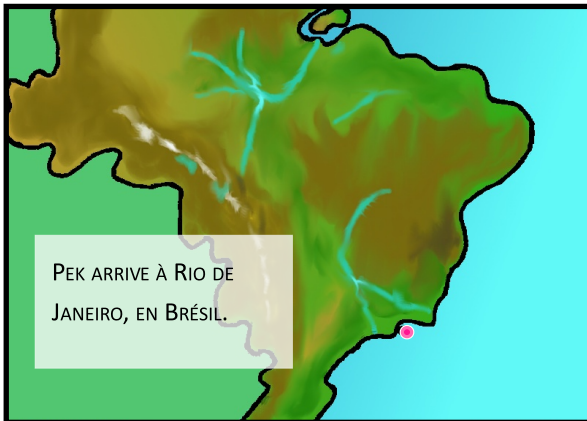 PEK ARRIVE À RIO DE
JANEIRO, EN BRÉSIL.